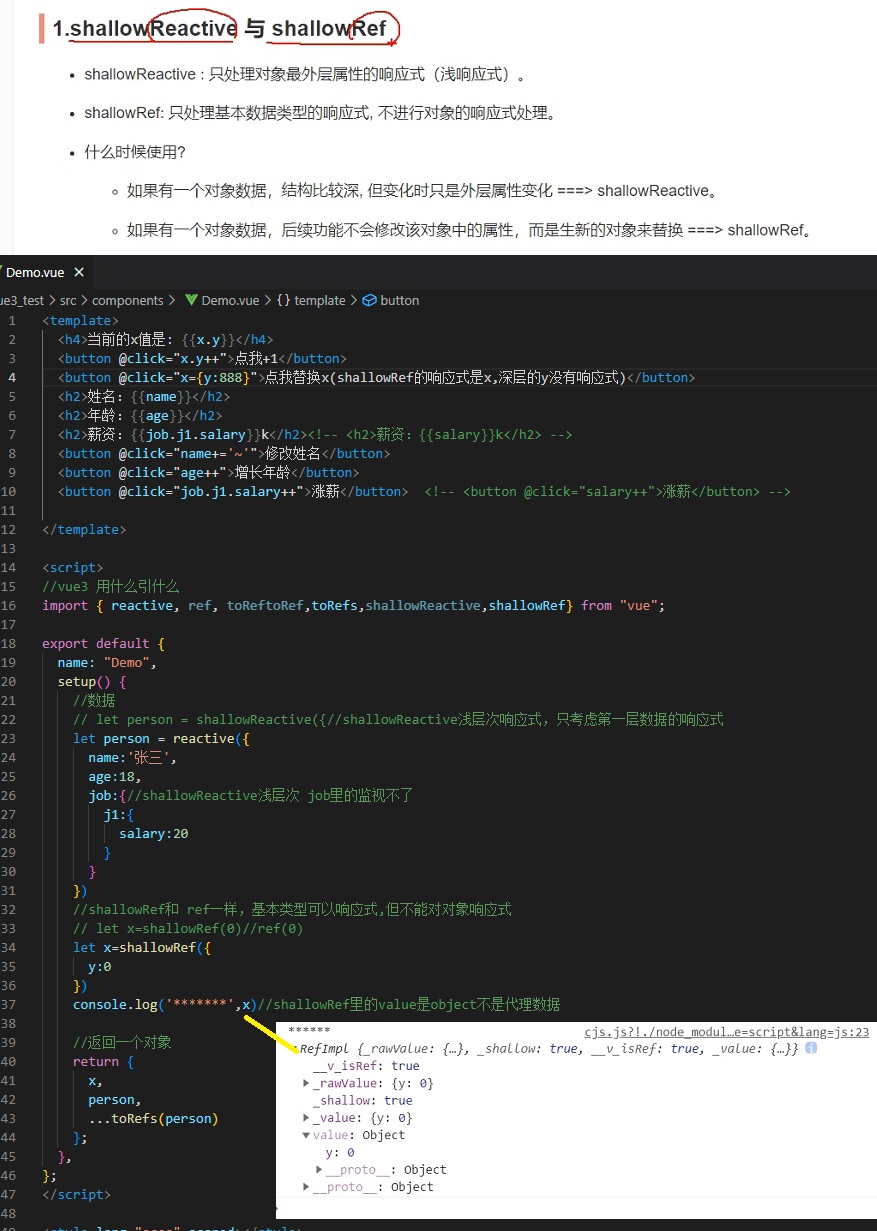 1.shallowReactive 与 shallowRef
• shallowReactive : 只处理对象最外层属性的响应式（浅响应式）。
• shallowRef: 只处理基本数据类型的响应式, 不进行对象的响应式处理。
• 什么时候使用?
◦ 如果有一个对象数据，结构比较深, 但变化时只是外层属性变化 ===> shallowReactive。
◦ 如果有一个对象数据，后续功能不会修改该对象中的属性，而是生新的对象来替换 ===> shallowRef。
Demo.vue ×
ue3_test > src > components > Demo.vue > {} template > button
1 <template>
2 <h4>当前的x值是: {{x.y}}</h4>
3 <button @click="x.y++">点我+1</button>
4 <button @click="x={y:888}">点我替换x(shallowRef的响应式是x,深层的y没有响应式)</button>
5 <h2>姓名: {{name}}</h2>
6 <h2>年龄: {{age}}</h2>
7 <h2>薪资: {{job.j1.salary}}k</h2><!-- <h2>薪资: {{salary}}k</h2> -->
8 <button @click="name+='~'">修改姓名</button>
9 <button @click="age++">增长年龄</button>
10 <button @click="job.j1.salary++">涨薪</button> <!-- <button @click="salary++">涨薪</button> -->
11
12 </template>
13
14 <script>
15 //vue3 用什么引什么
16 import { reactive, ref, toReftoRef,toRefs,shallowReactive,shallowRef} from "vue";
17
18 export default {
19 name: "Demo",
20 setup() {
21 //数据
22 // let person = shallowReactive({//shallowReactive浅层次响应式，只考虑第一层数据的响应式
23 let person = reactive({
24 name:'张三',
25 age:18,
26 job:{//shallowReactive浅层次 job里的监视不了
27 j1:{
28 salary:20
29 }
30 }
31 })
32 //shallowRef和 ref一样，基本类型可以响应式,但不能对对象响应式
33 // let x=shallowRef(0)//ref(0)
34 let x=shallowRef({
35 y:0
36 })
37 console.log('*******',x)//shallowRef里的value是object不是代理数据
38
39 //返回一个对象
40 return {
41 x,
42 person,
43 ...toRefs(person)
44 };
45 },
46 };
47 </script>
48
****** cjs.js?!./node_modul…e=script&lang=js:23
RefImpl {_rawValue: {…}, _shallow: true, __v_isRef: true, _value: {…}} i
__v_isRef: true
▶_rawValue: {y: 0}
_shallow: true
▶_value: {y: 0}
▼value: Object
y: 0
▶__proto__: Object
▶__proto__: Object